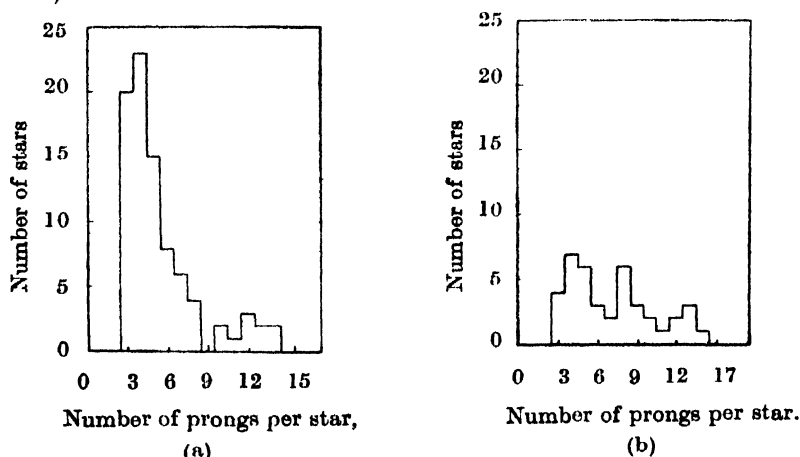 25
20
15
10
5
0
Number of stars
0 3 6 9 12 15
Number of prongs per star,
(a)
25
20
15
10
5
0
Number of stars
0 3 6 9 12 17
Number of prongs per star.
(b)